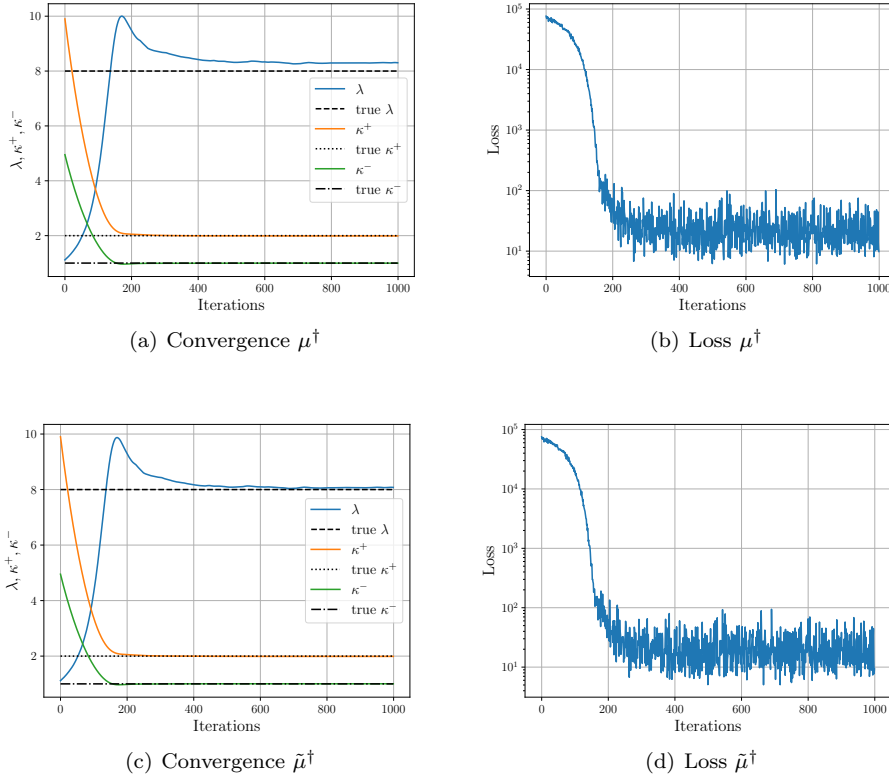 10
8
6
4
2
λ, κ⁺, κ⁻
λ
true λ
κ⁺
true κ⁺
κ⁻
true κ⁻
0 200 400 600 800 1000
Iterations
(a) Convergence μ†
10⁵
10⁴
10³
10²
10¹
Loss
0 200 400 600 800 1000
Iterations
(b) Loss μ†
10
8
6
4
2
λ, κ⁺, κ⁻
λ
true λ
κ⁺
true κ⁺
κ⁻
true κ⁻
0 200 400 600 800 1000
Iterations
(c) Convergence μ̃†
10⁵
10⁴
10³
10²
10¹
Loss
0 200 400 600 800 1000
Iterations
(d) Loss μ̃†